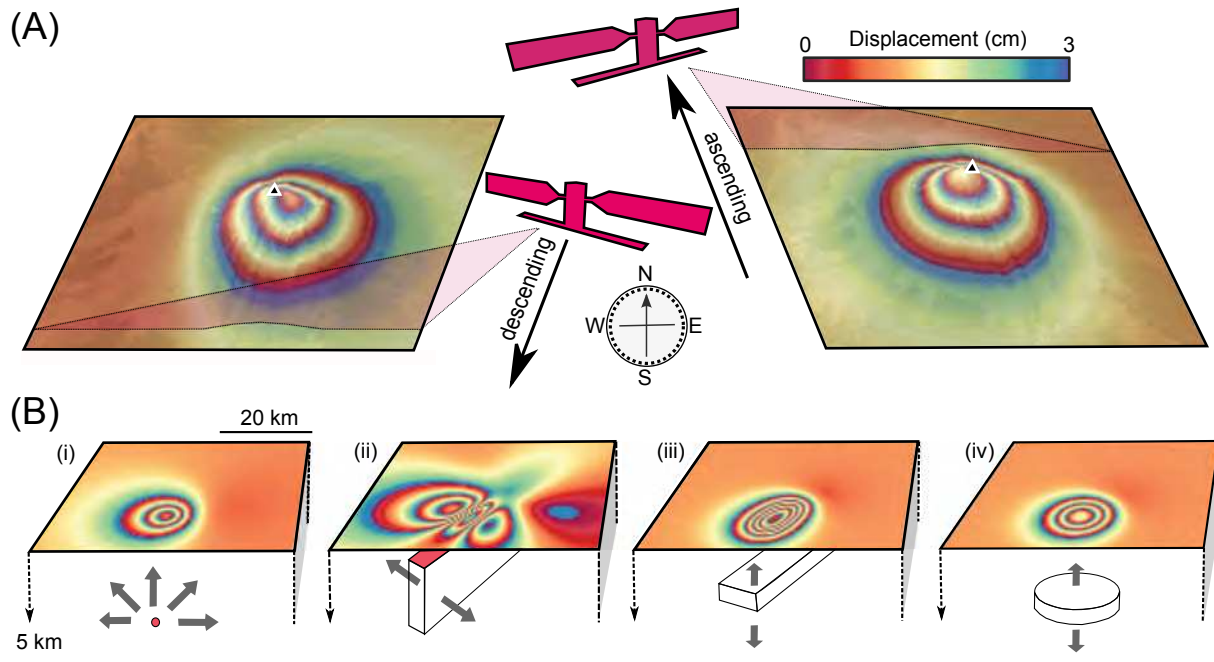 (A)
0 Displacement (cm) 3
ascending
descending
N
W E
S
(B)
20 km
(i) (ii) (iii) (iv)
5 km